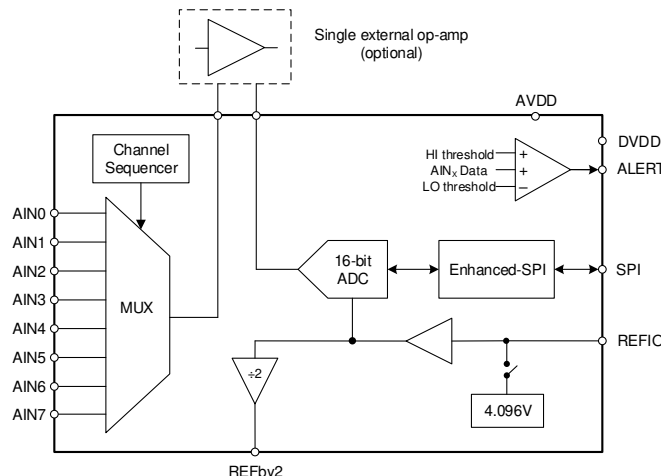 Single external op-amp
(optional)
AVDD
DVDD
Channel
Sequencer
HI threshold
+
ALERT
AINx Data
+
LO threshold
−
AIN0
AIN1
AIN2
AIN3
AIN4
AIN5
AIN6
AIN7
MUX
16-bit
ADC
Enhanced-SPI
SPI
REFIO
÷2
4.096V
REFby2